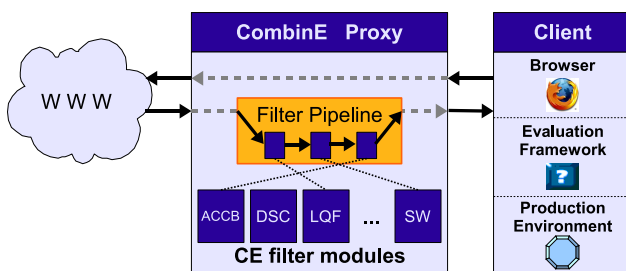 CombinE Proxy
Client
W W W
Filter Pipeline
Browser
Evaluation
Framework
?
Production
Environment
ACCB
DSC
LQF
...
SW
CE filter modules